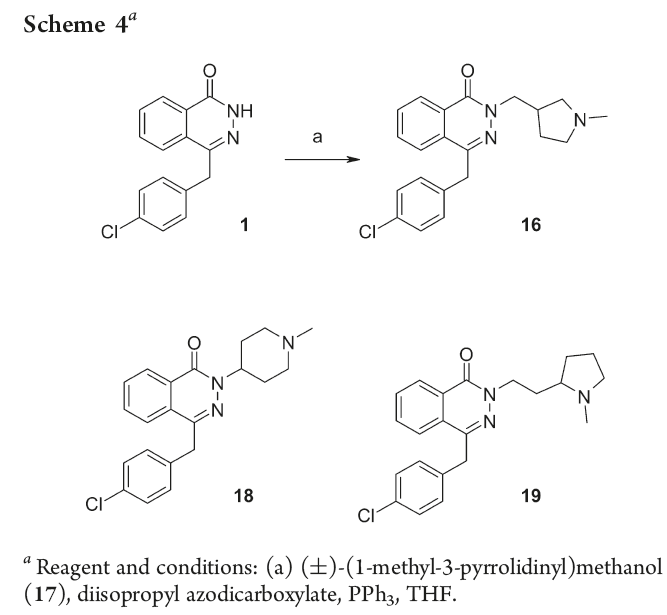 Scheme 4ᵃ
O
NH
N
Cl
1
a
O
N
N
N
Cl
16
O
N
N
N
Cl
18
O
N
N
N
Cl
19
ᵃ Reagent and conditions: (a) (±)-(1-methyl-3-pyrrolidinyl)methanol
(17), diisopropyl azodicarboxylate, PPh₃, THF.